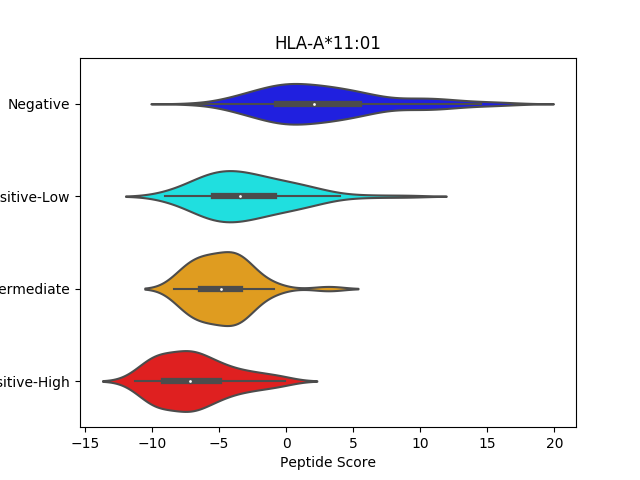 HLA-A*11:01
Negative
sitive-Low
ermediate
sitive-High
−15 −10 −5 0 5 10 15 20
Peptide Score